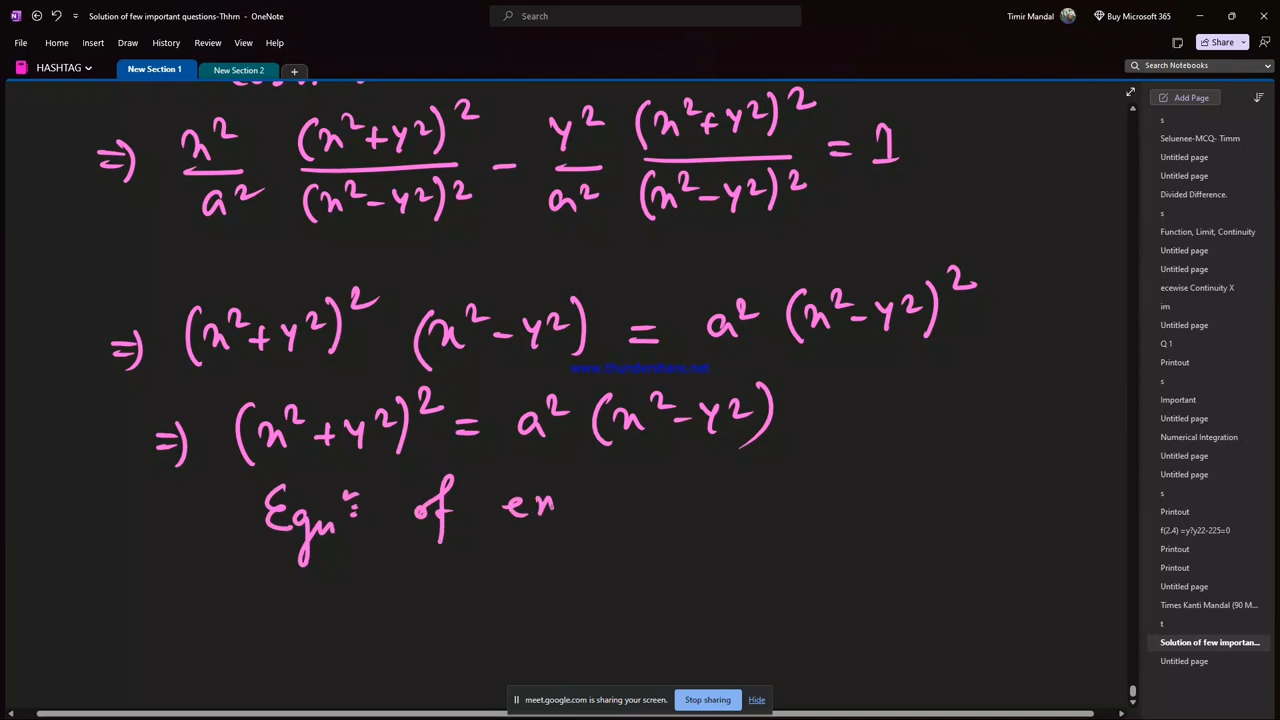 Solution of few important questions-Thhm - OneNote
Search
Timir Mandal
Buy Microsoft 365
File Home Insert Draw History Review View Help
Share
HASHTAG
New Section 1
New Section 2
Search Notebooks
Add Page
=) x²/a² (x²+y²)²/(x²-y²)² - y²/a² (x²+y²)²/(x²-y²)² = 1
=) (x²+y²)² (x²-y²) = a² (x²-y²)²
www.thundershare.net
=) (x²+y²)² = a² (x²-y²)
Eqn of en
s
Seluenee-MCQ- Timm
Untitled page
Untitled page
Divided Difference.
s
Function, Limit, Continuity
Untitled page
Untitled page
ecewise Continuity X
im
Untitled page
Q 1
Printout
s
Important
Untitled page
Numerical Integration
Untitled page
Untitled page
s
Printout
f(2.4) =y?y22-225=0
Printout
Printout
Untitled page
Times Kanti Mandal (90 M...
t
Solution of few importan...
Untitled page
meet.google.com is sharing your screen.
Stop sharing
Hide